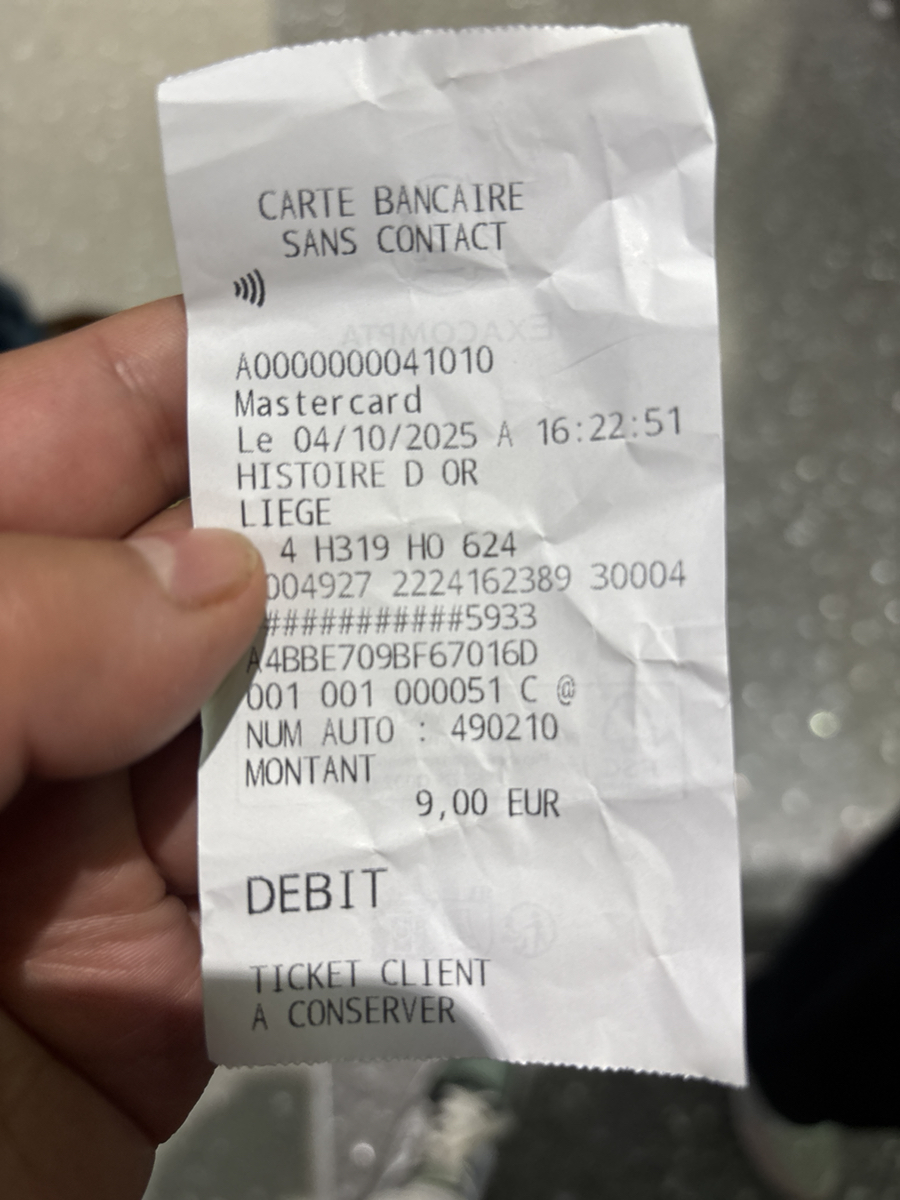 CARTE BANCAIRE
SANS CONTACT
A0000000041010
Mastercard
Le 04/10/2025 A 16:22:51
HISTOIRE D OR
LIEGE
4 H319 HO 624
004927 2224162389 30004
###########5933
A4BBE709BF67016D
001 001 000051 C @
NUM AUTO : 490210
MONTANT
9,00 EUR
DEBIT
TICKET CLIENT
A CONSERVER